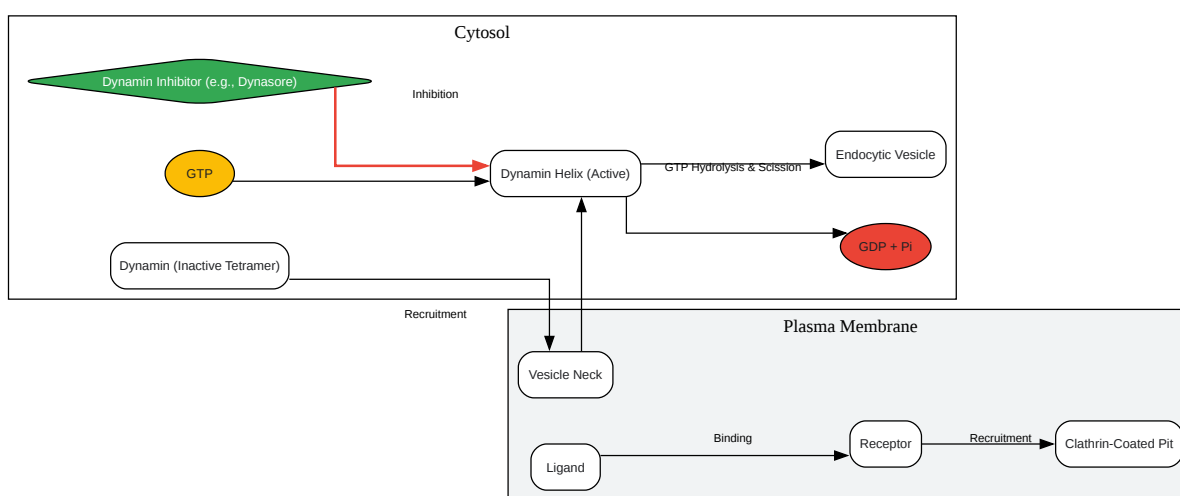 Cytosol
Dynamin Inhibitor (e.g., Dynasore)
Inhibition
GTP
Dynamin Helix (Active)
GTP Hydrolysis & Scission
Endocytic Vesicle
GDP + Pi
Dynamin (Inactive Tetramer)
Recruitment
Plasma Membrane
Vesicle Neck
Ligand
Binding
Receptor
Recruitment
Clathrin-Coated Pit